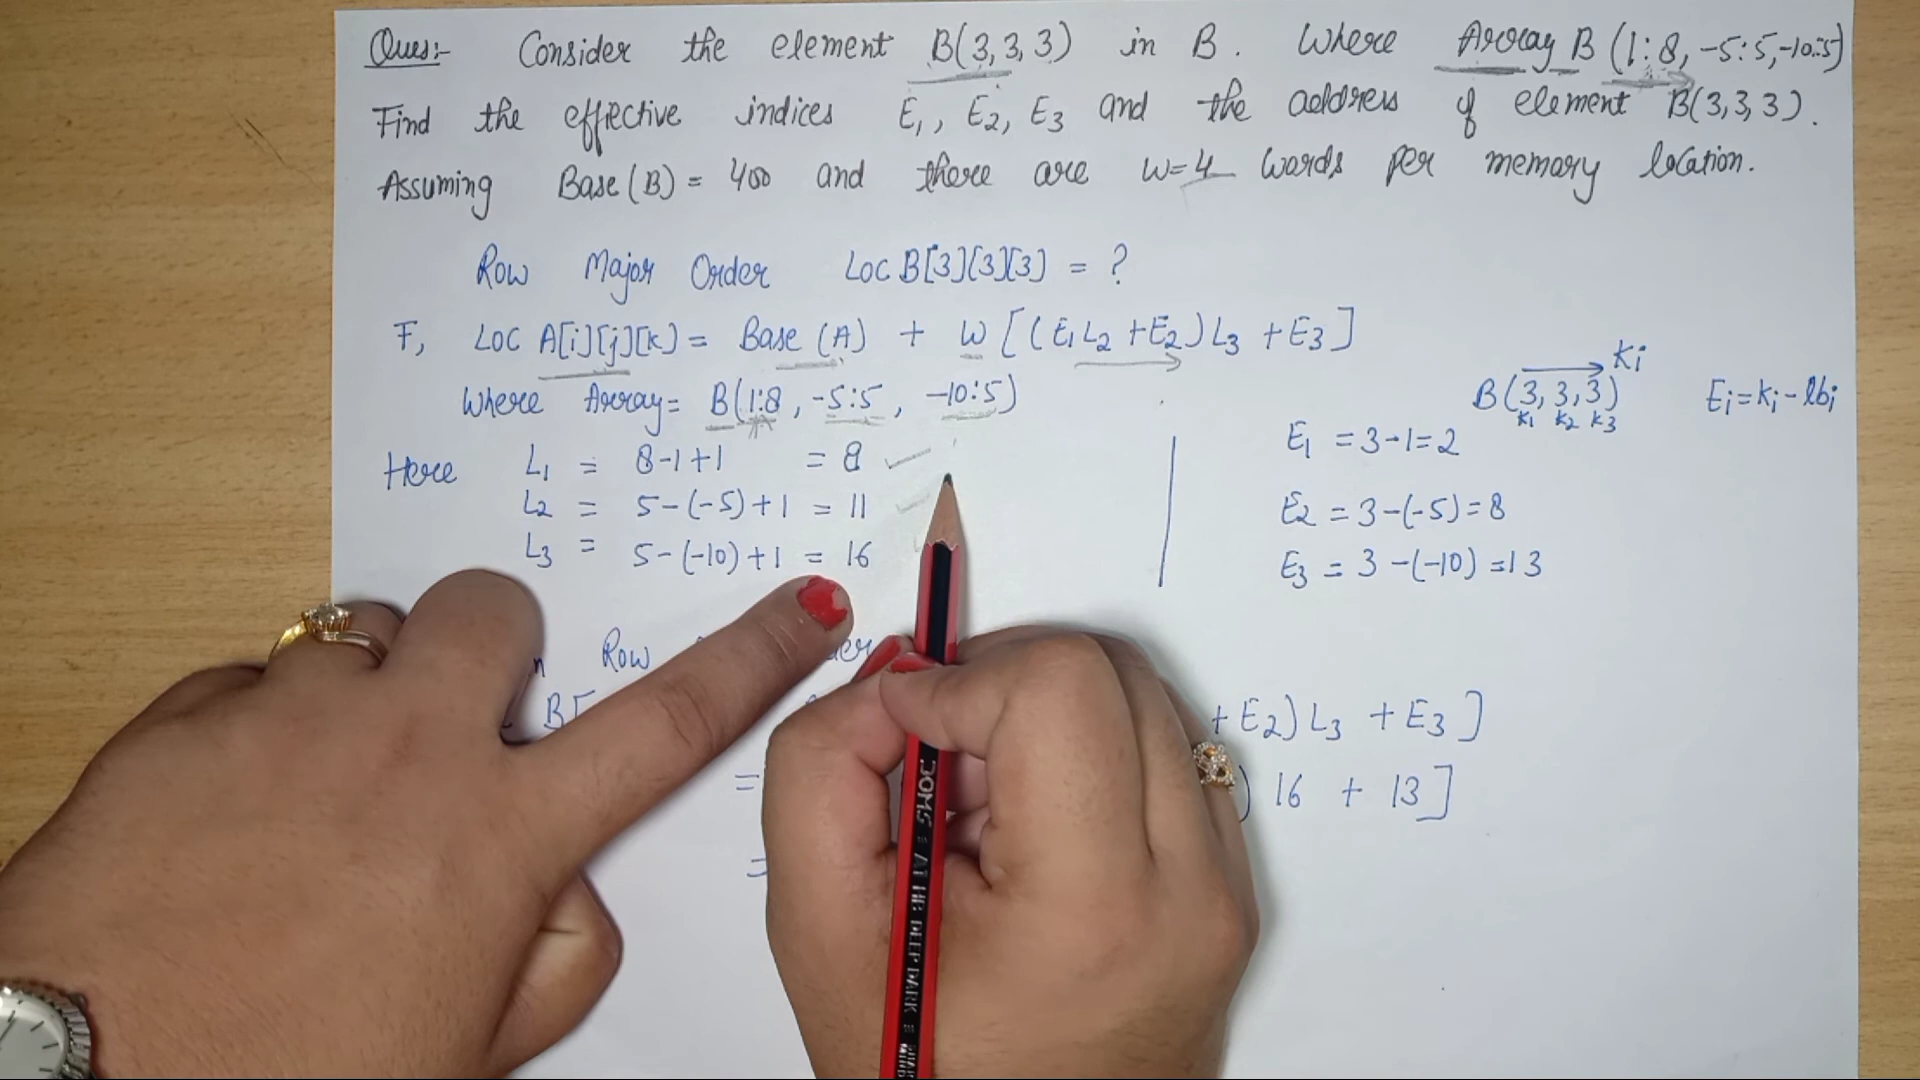 Ques:- Consider the element B(3,3,3) in B. Where Array B (1:8, -5:5, -10:5)
Find the effective indices E1, E2, E3 and the address of element B(3,3,3).
Assuming Base(B) = 400 and there are W=4 words per memory location.
Row Major Order LOC B[3][3][3] = ?
F, LOC A[i][j][k] = Base (A) + W [(E1L2 +E2)L3 +E3]
Where Array= B(1:8, -5:5, -10:5)
Ki
B(3,3,3)
K1 K2 K3
Ei=Ki-lbi
Here L1 = 8-1+1 = 8
L2 = 5-(-5)+1 = 11
L3 = 5-(-10)+1 = 16
E1 = 3-1=2
E2 = 3-(-5)=8
E3 = 3-(-10)=13
Row
B[ +E2)L3 +E3]
= ) 16 + 13]
=
DOMS